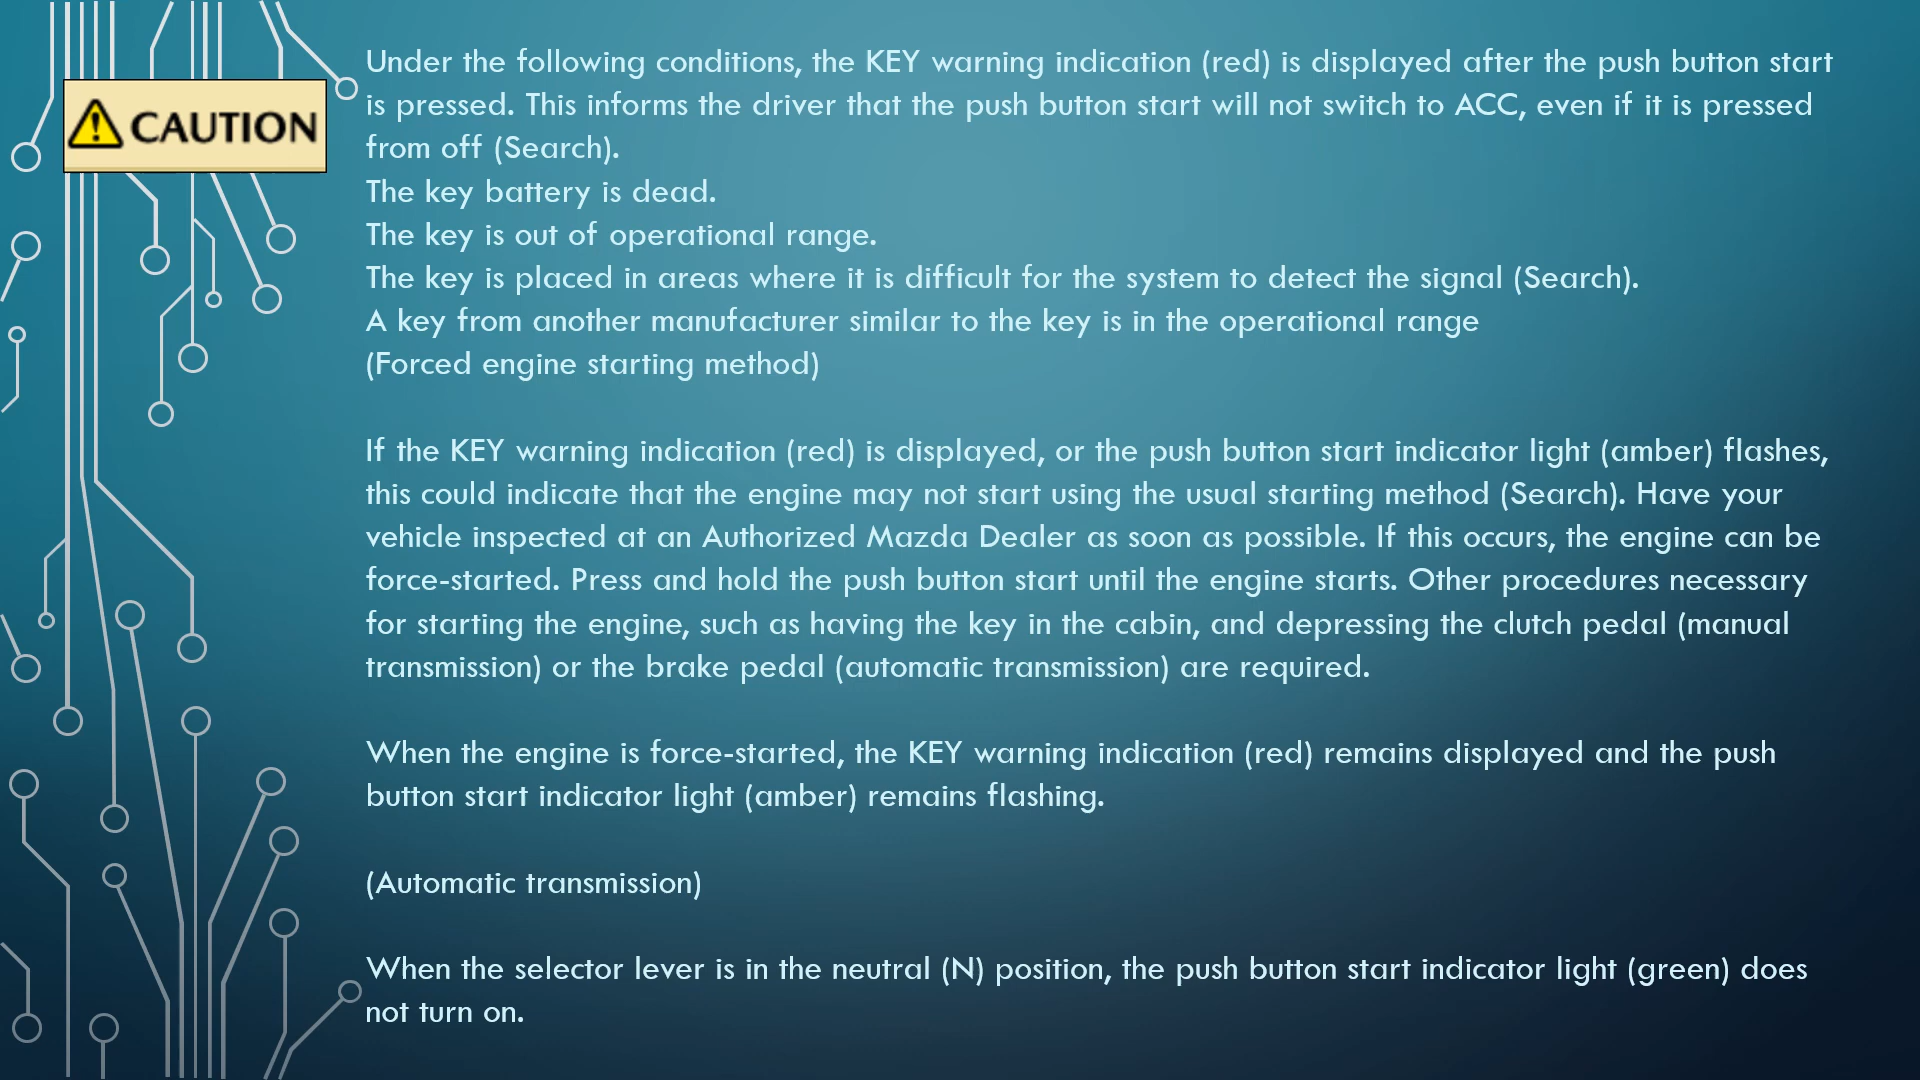 CAUTION
Under the following conditions, the KEY warning indication (red) is displayed after the push button start
is pressed. This informs the driver that the push button start will not switch to ACC, even if it is pressed
from off (Search).
The key battery is dead.
The key is out of operational range.
The key is placed in areas where it is difficult for the system to detect the signal (Search).
A key from another manufacturer similar to the key is in the operational range
(Forced engine starting method)
If the KEY warning indication (red) is displayed, or the push button start indicator light (amber) flashes,
this could indicate that the engine may not start using the usual starting method (Search). Have your
vehicle inspected at an Authorized Mazda Dealer as soon as possible. If this occurs, the engine can be
force-started. Press and hold the push button start until the engine starts. Other procedures necessary
for starting the engine, such as having the key in the cabin, and depressing the clutch pedal (manual
transmission) or the brake pedal (automatic transmission) are required.
When the engine is force-started, the KEY warning indication (red) remains displayed and the push
button start indicator light (amber) remains flashing.
(Automatic transmission)
When the selector lever is in the neutral (N) position, the push button start indicator light (green) does
not turn on.